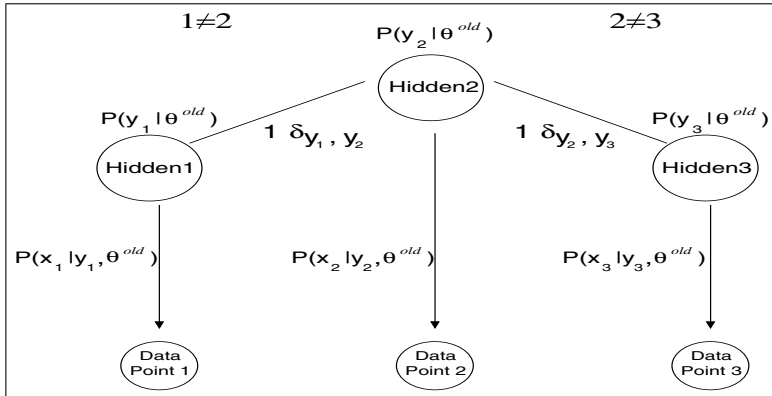 1≠2
2≠3
P(y₂|θᵒˡᵈ)
Hidden2
P(y₁|θᵒˡᵈ)
P(y₃|θᵒˡᵈ)
1 δy₁, y₂
1 δy₂, y₃
Hidden1
Hidden3
P(x₁|y₁,θᵒˡᵈ)
P(x₂|y₂,θᵒˡᵈ)
P(x₃|y₃,θᵒˡᵈ)
Data
Point 1
Data
Point 2
Data
Point 3